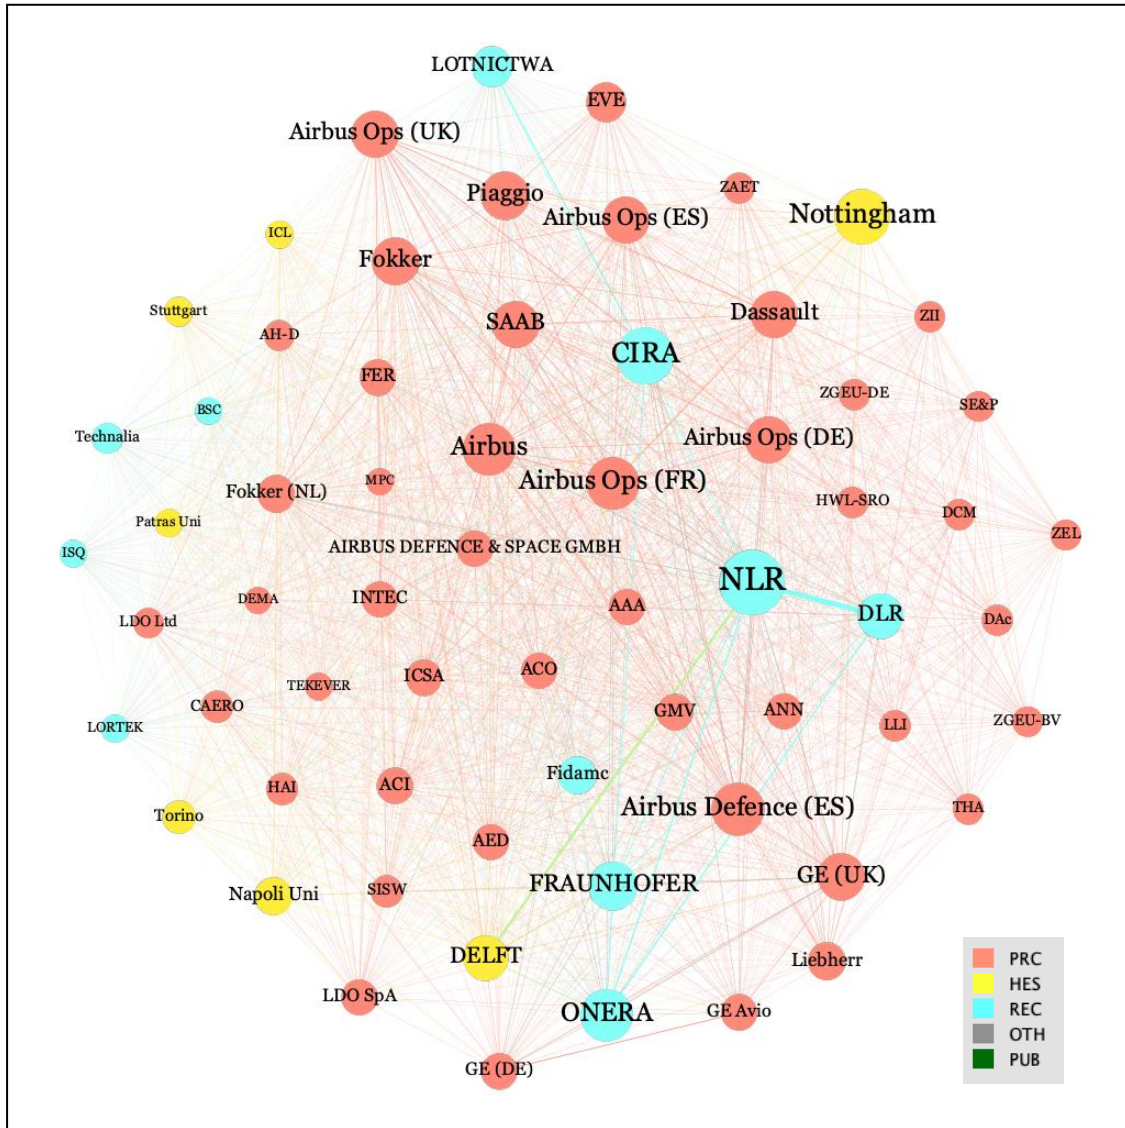 LOTNICTWA
EVE
Airbus Ops (UK)
Piaggio
ZAET
Airbus Ops (ES)
Nottingham
ICL
Fokker
Stuttgart
SAAB
Dassault
ZII
AH-D
CIRA
FER
ZGEU-DE
SE&P
BSC
Technalia
Airbus
Airbus Ops (DE)
MPC
Airbus Ops (FR)
Fokker (NL)
HWL-SRO
DCM
Patras Uni
ZEL
ISQ
AIRBUS DEFENCE & SPACE GMBH
NLR
DEMA
INTEC
AAA
DLR
LDO Ltd
DAc
ICSA
ACO
TEKEVER
CAERO
GMV
ANN
LLI
ZGEU-BV
LORTEK
Fidamc
HAI
ACI
Torino
Airbus Defence (ES)
THA
AED
GE (UK)
FRAUNHOFER
SISW
Napoli Uni
DELFT
Liebherr
LDO SpA
ONERA
GE Avio
GE (DE)
PRC
HES
REC
OTH
PUB